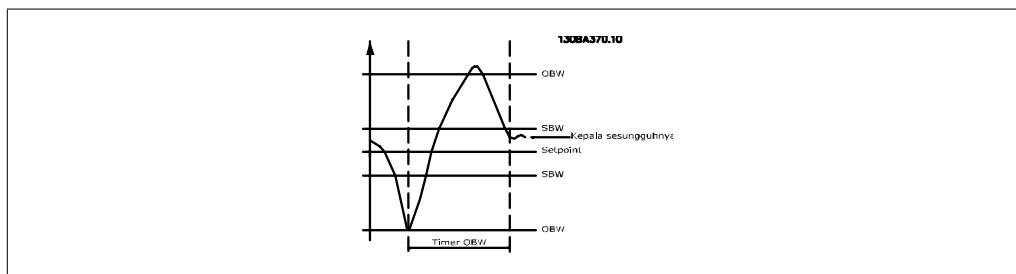 130BA370.10
OBW
SBW
Kepala sesungguhnya
Setpoint
SBW
OBW
Timer OBW